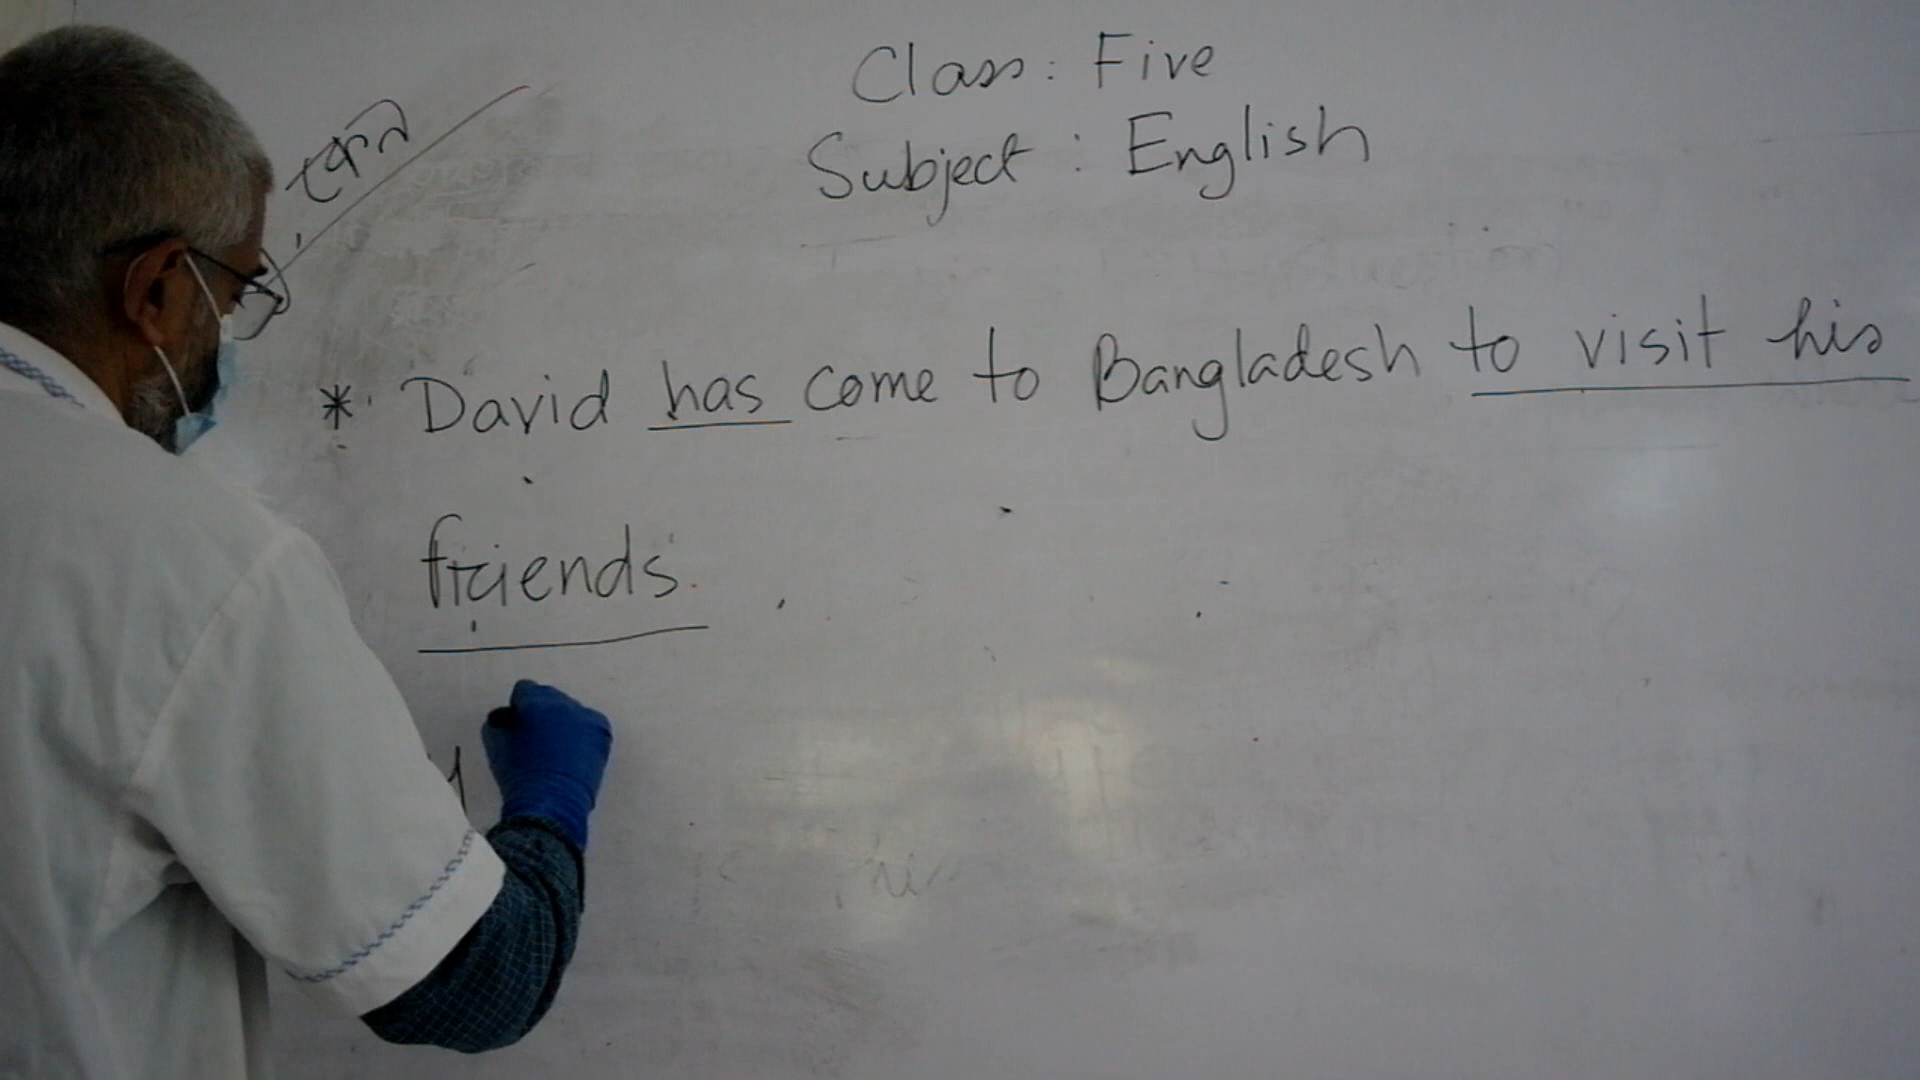 Class: Five
Subject: English
কেন
* David has come to Bangladesh to visit his
friends.